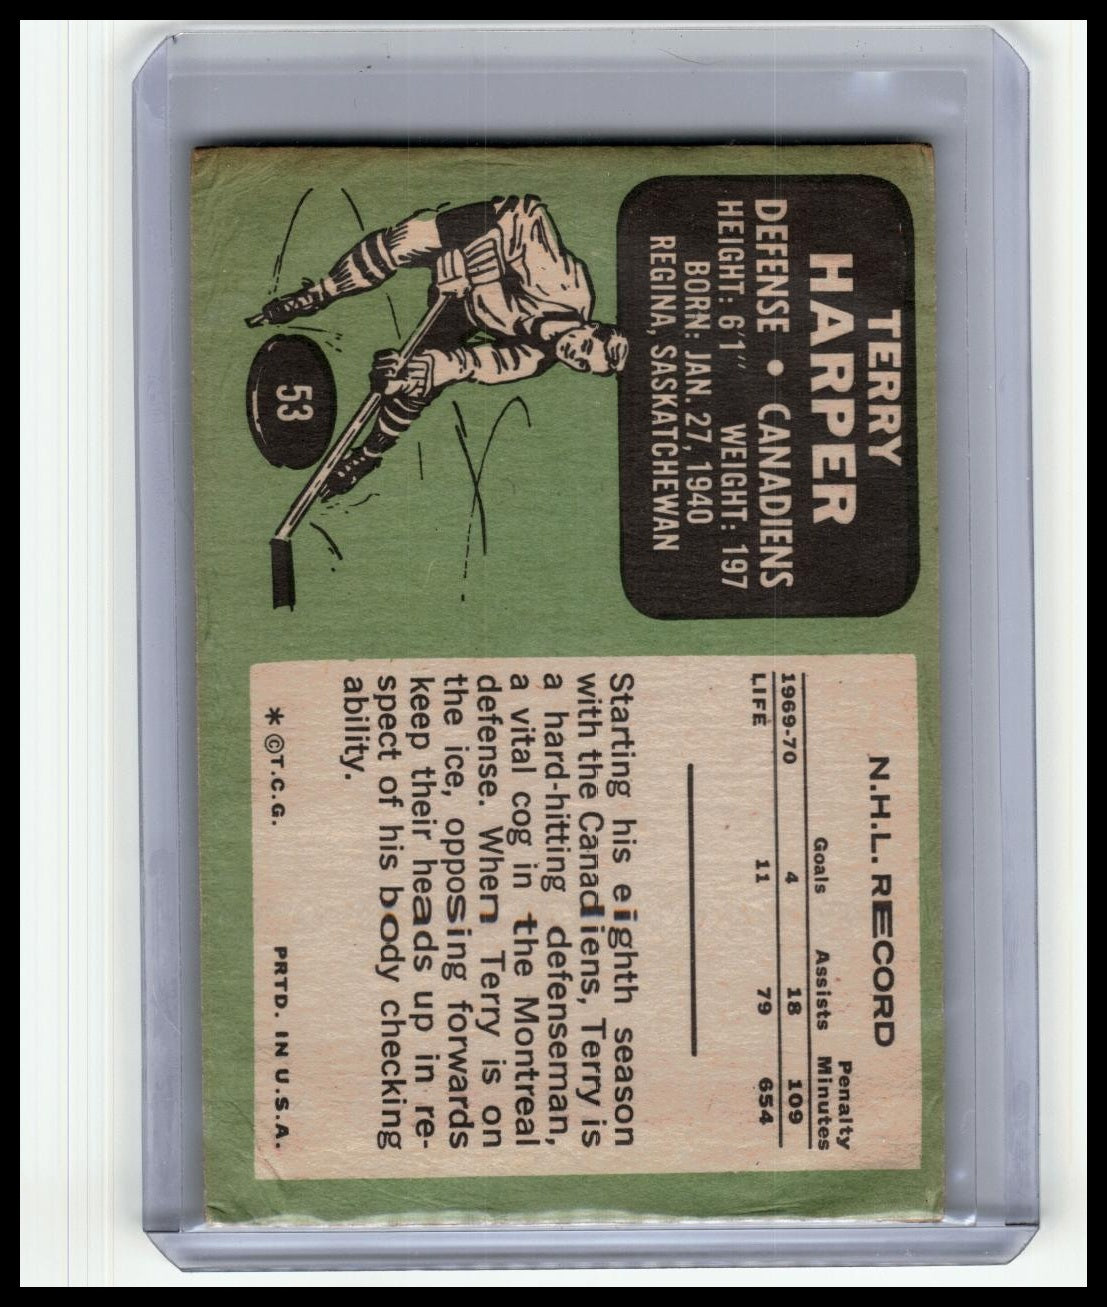 TERRY
HARPER
DEFENSE • CANADIENS
HEIGHT: 6'1" WEIGHT: 197
BORN: JAN. 27, 1940
REGINA, SASKATCHEWAN
53
N.H.L. RECORD
Penalty
Goals Assists Minutes
1969-70 4 18 109
LIFE 11 79 654
Starting his eighth season
with the Canadiens, Terry is
a hard-hitting defenseman,
a vital cog in the Montreal
defense. When Terry is on
the ice, opposing forwards
keep their heads up in re-
spect of his body checking
ability.
* ©T.C.G. PRTD. IN U.S.A.